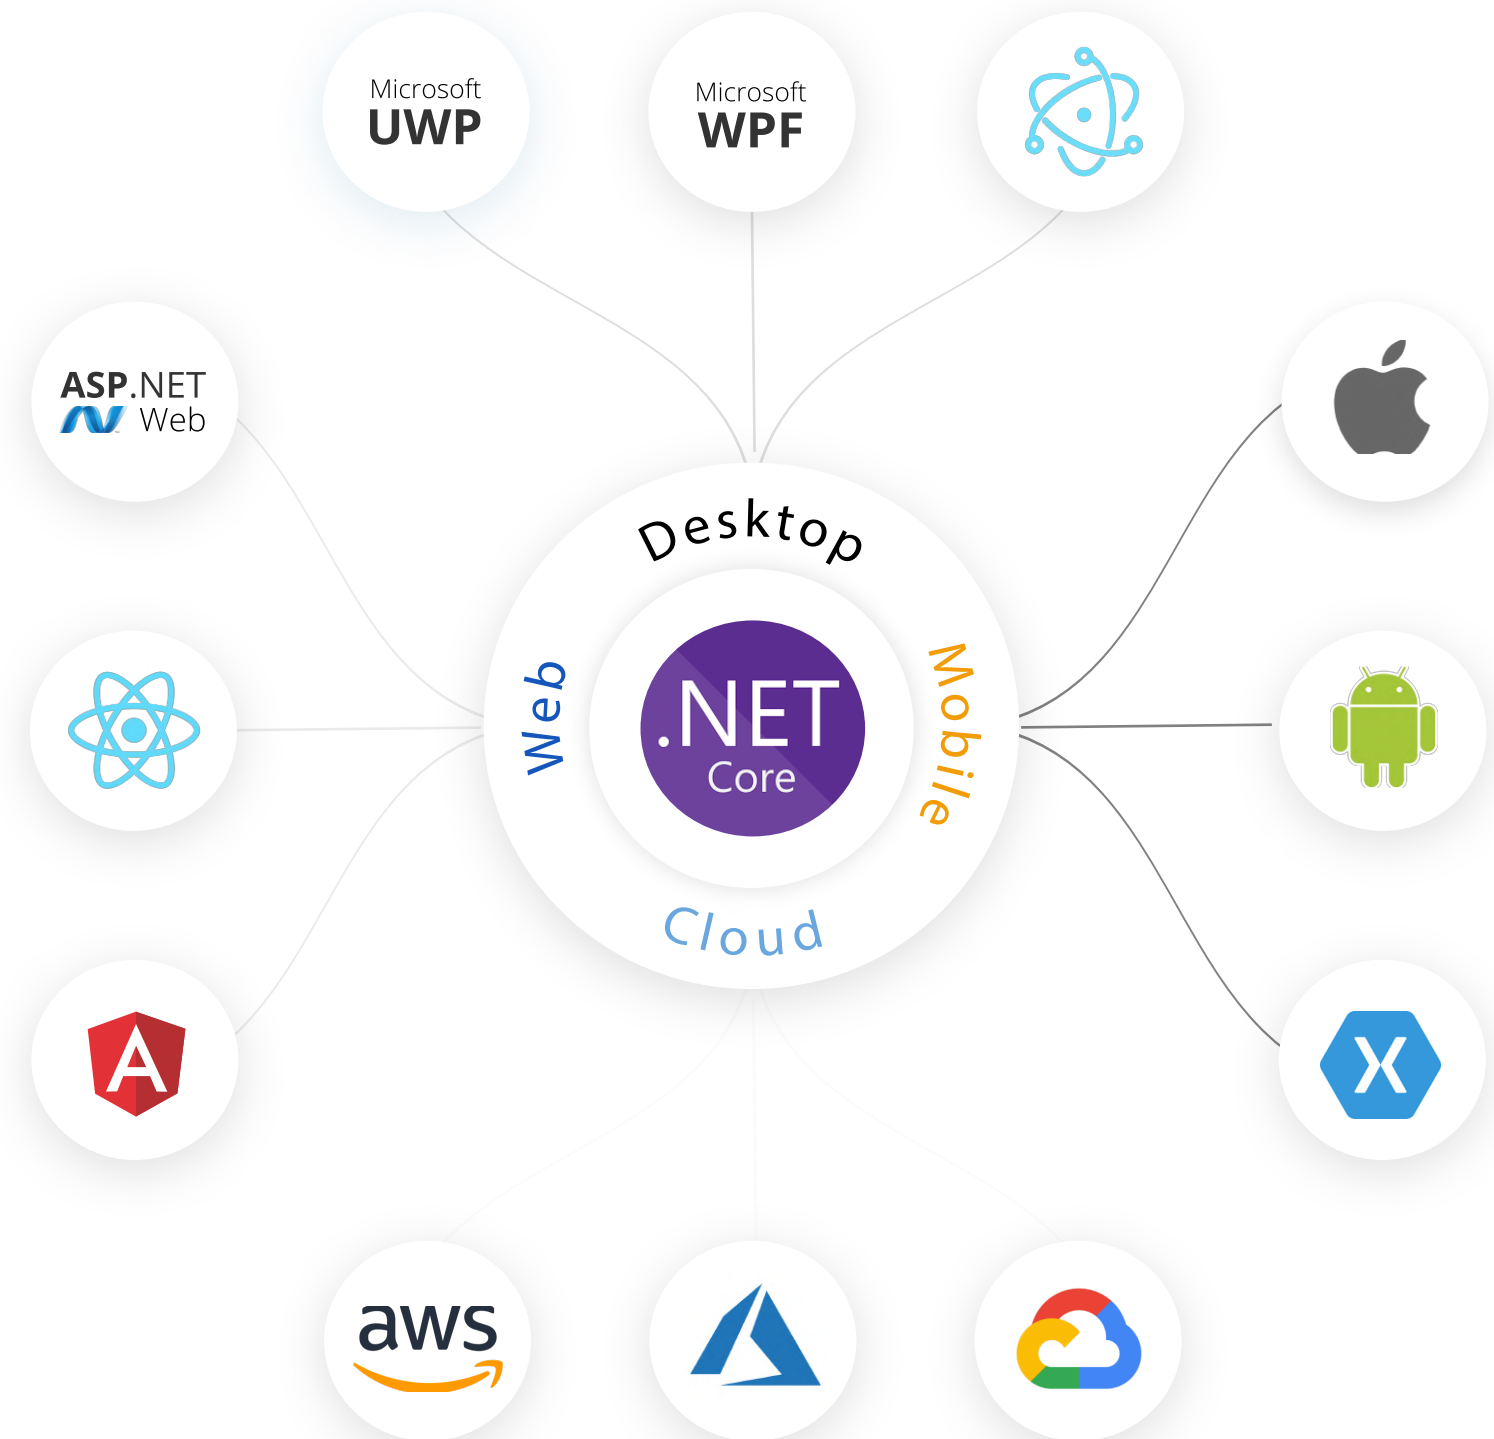 Microsoft
UWP
Microsoft
WPF
ASP.NET
Web
Desktop
Web
Mobile
.NET
Core
Cloud
A
X
aws